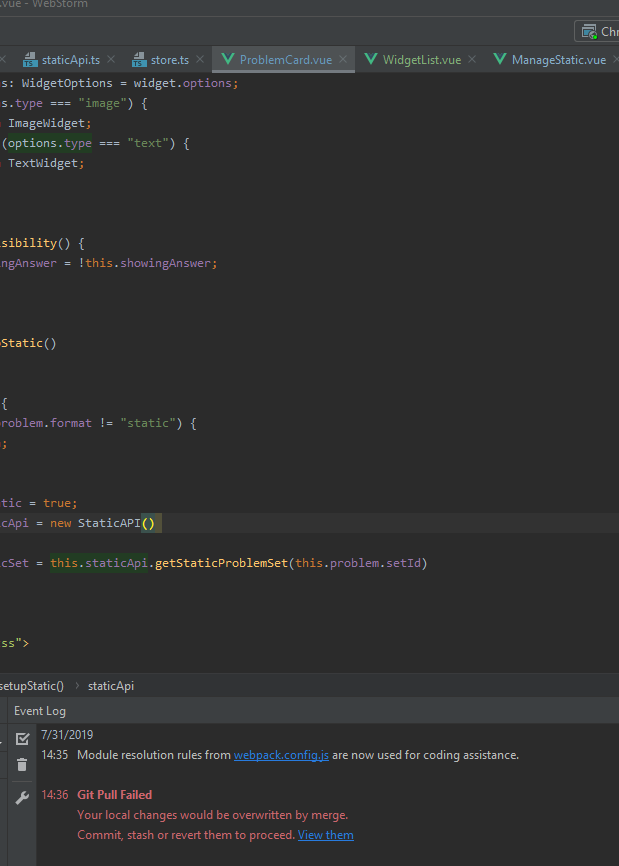 .vue - WebStorm
Chr
staticApi.ts
store.ts
ProblemCard.vue
WidgetList.vue
ManageStatic.vue
s: WidgetOptions = widget.options;
s.type === "image") {
ImageWidget;
(options.type === "text") {
TextWidget;
sibility() {
ngAnswer = !this.showingAnswer;
Static()
{
roblem.format != "static") {
;
tic = true;
cApi = new StaticAPI()
cSet = this.staticApi.getStaticProblemSet(this.problem.setId)
ss">
setupStatic() > staticApi
Event Log
7/31/2019
14:35 Module resolution rules from webpack.config.js are now used for coding assistance.
14:36 Git Pull Failed
Your local changes would be overwritten by merge.
Commit, stash or revert them to proceed. View them